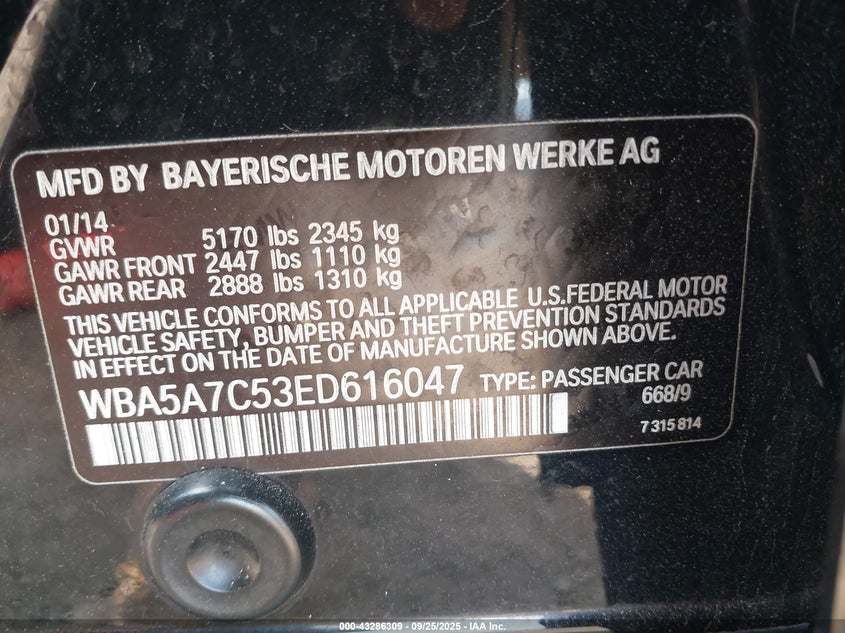 MFD BY BAYERISCHE MOTOREN WERKE AG
01/14
GVWR 5170 lbs 2345 kg
GAWR FRONT 2447 lbs 1110 kg
GAWR REAR 2888 lbs 1310 kg
THIS VEHICLE CONFORMS TO ALL APPLICABLE U.S.FEDERAL MOTOR
VEHICLE SAFETY, BUMPER AND THEFT PREVENTION STANDARDS
IN EFFECT ON THE DATE OF MANUFACTURE SHOWN ABOVE.
WBA5A7C53ED616047 TYPE: PASSENGER CAR
668/9
7 315 814
000-43286309 - 09/25/2025 - IAA Inc.